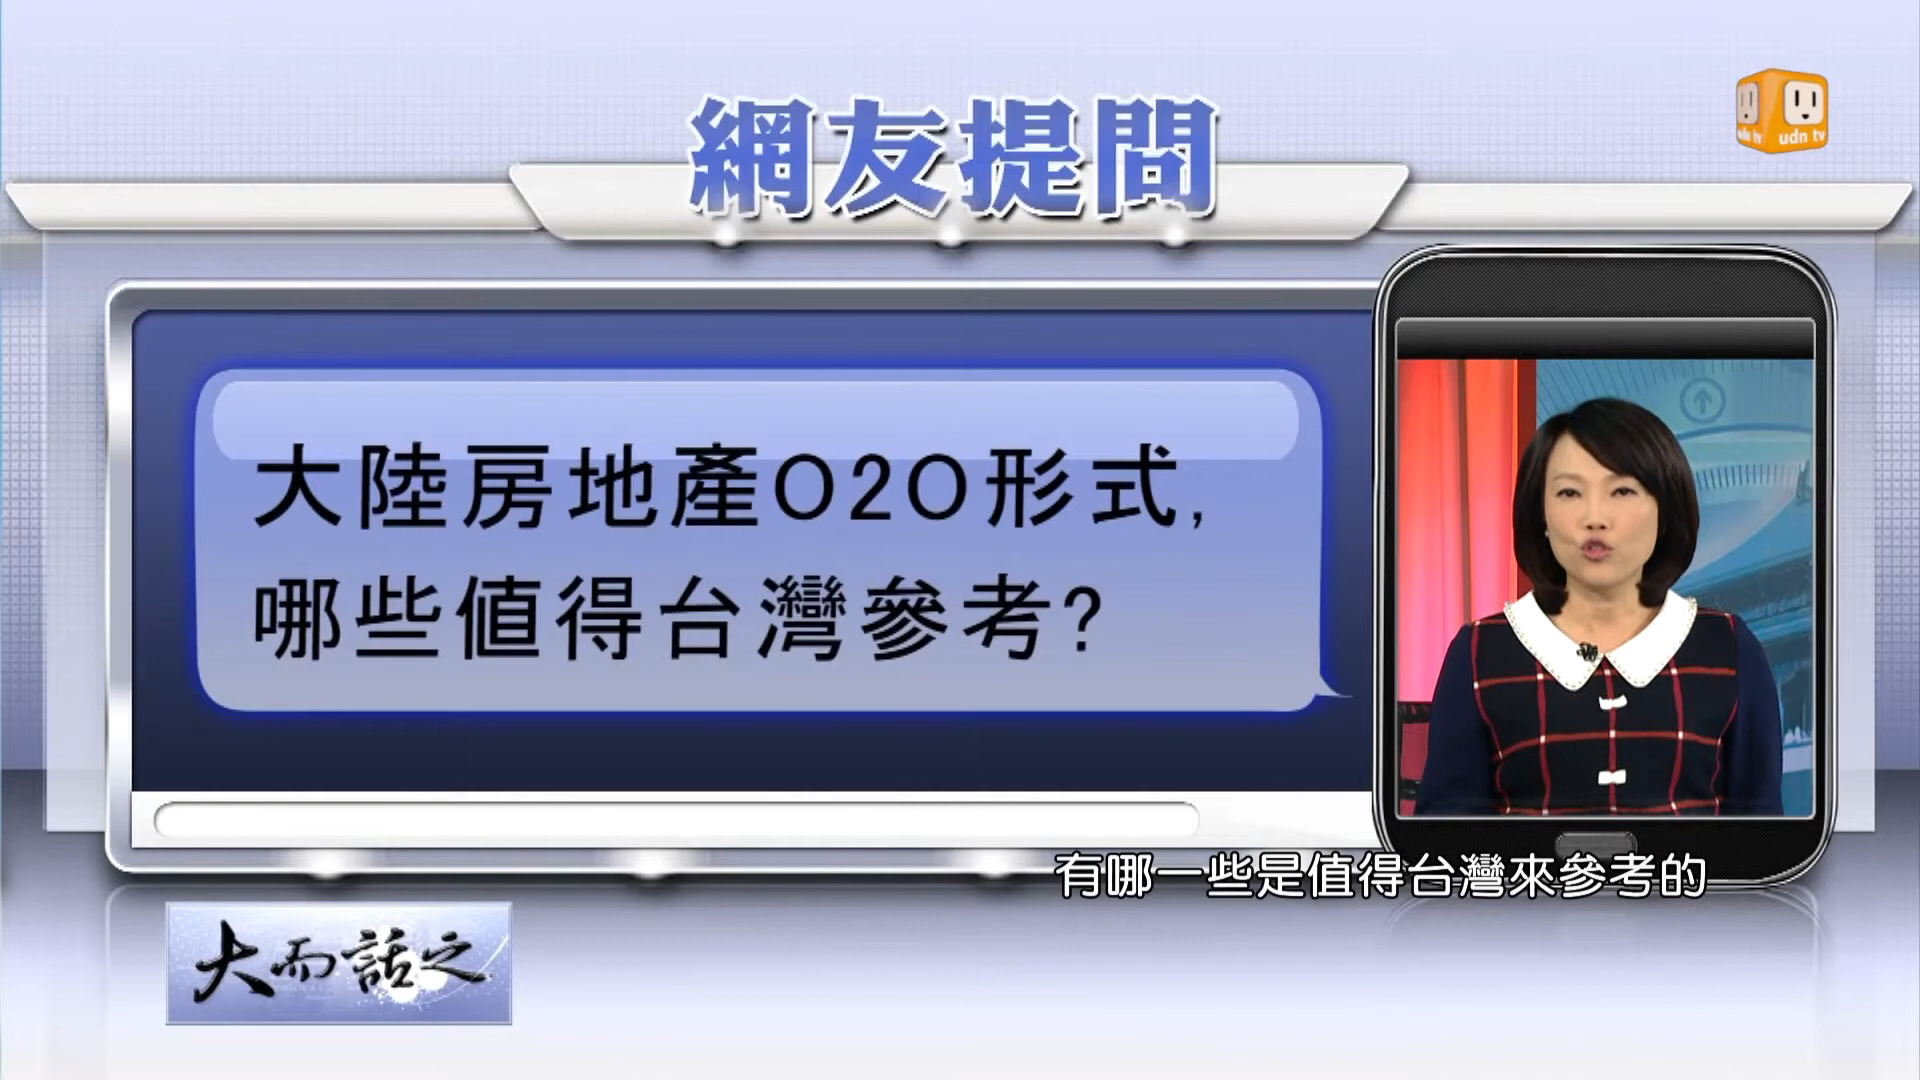 網友提問
udn tv
大陸房地產O2O形式,
哪些值得台灣參考?
有哪一些是值得台灣來參考的
大而話之